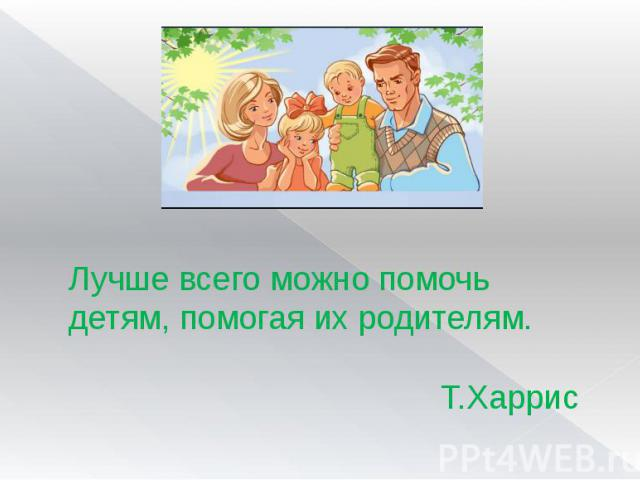 Лучше всего можно помочь
детям, помогая их родителям.
Т.Харрис
PPt4WEB.ru